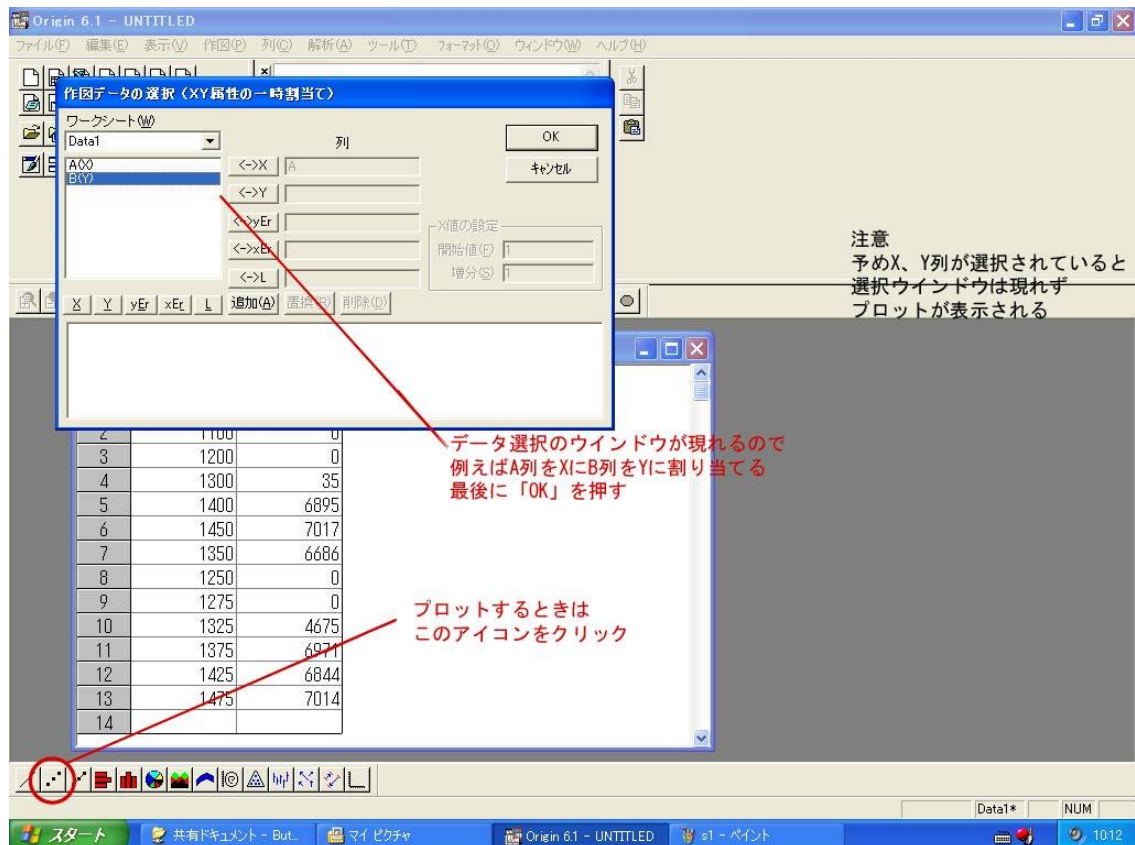 Origin 6.1 - UNTITLED
ファイル(F) 編集(E) 表示(V) 作図(P) 列(C) 解析(A) ツール(T) フォーマット(O) ウィンドウ(W) ヘルプ(H)
作図データの選択（XY属性の一時割当て）
ワークシート(W)
Data1
列
OK
キャンセル
A(X)
B(Y)
<->X A
<->Y
<->yEr
<->xEr
<->L
X値の設定
開始値(F) 1
増分(S) 1
X Y yEr xEr L 追加(A) 置換(R) 削除(D)
注意
予めX、Y列が選択されていると
選択ウインドウは現れず
プロットが表示される
2 1100 0
3 1200 0
4 1300 35
5 1400 6895
6 1450 7017
7 1350 6686
8 1250 0
9 1275 0
10 1325 4675
11 1375 6971
12 1425 6844
13 1475 7014
14
データ選択のウインドウが現れるので
例えばA列をXにB列をYに割り当てる
最後に「OK」を押す
プロットするときは
このアイコンをクリック
Data1* NUM
スタート 共有ドキュメント - But... マイ ピクチャ Origin 6.1 - UNTITLED s1 - ペイント 10:12